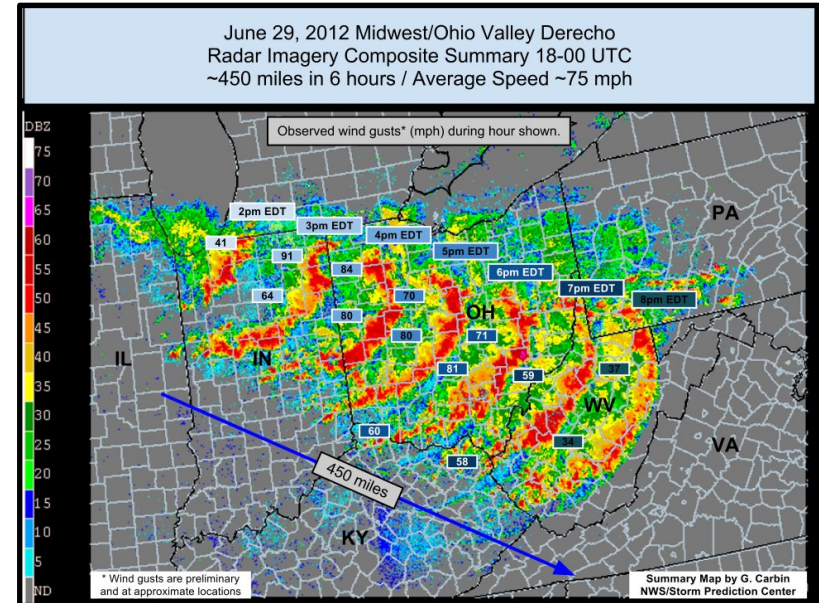 June 29, 2012 Midwest/Ohio Valley Derecho
Radar Imagery Composite Summary 18-00 UTC
~450 miles in 6 hours / Average Speed ~75 mph
Observed wind gusts* (mph) during hour shown.
DBZ
75
70
65
60
55
50
45
40
35
30
25
20
15
10
5
ND
2pm EDT
3pm EDT
4pm EDT
5pm EDT
6pm EDT
7pm EDT
8pm EDT
PA
41
91
84
64
70
80
OH
80
71
IL
IN
81
59
37
WV
60
34
VA
58
450 miles
KY
* Wind gusts are preliminary
and at approximate locations
Summary Map by G. Carbin
NWS/Storm Prediction Center